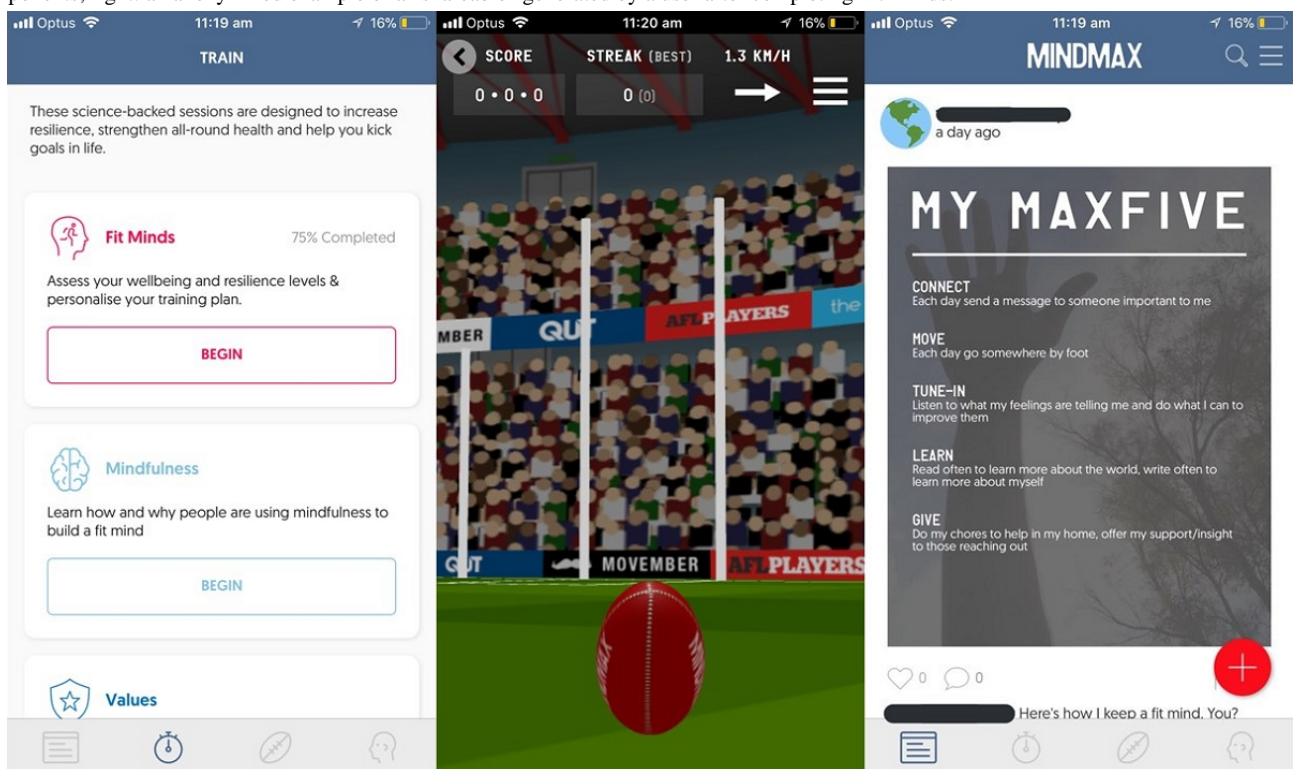 Optus 11:19 am 16%
TRAIN
These science-backed sessions are designed to increase
resilience, strengthen all-round health and help you kick
goals in life.
Fit Minds 75% Completed
Assess your wellbeing and resilience levels &
personalise your training plan.
BEGIN
Mindfulness
Learn how and why people are using mindfulness to
build a fit mind
BEGIN
Values
Optus 11:20 am 16%
SCORE STREAK (BEST) 1.3 KM/H
0 • 0 • 0 0 (0)
MBER QUT AFLPLAYERS the
QUT MOVEMBER AFLPLAYERS
Optus 11:19 am 16%
MINDMAX
a day ago
MY MAXFIVE
CONNECT
Each day send a message to someone important to me
MOVE
Each day go somewhere by foot
TUNE-IN
Listen to what my feelings are telling me and do what I can to
improve them
LEARN
Read often to learn more about the world, write often to
learn more about myself
GIVE
Do my chores to help in my home, offer my support/insight
to those reaching out
0 0
Here's how I keep a fit mind. You?